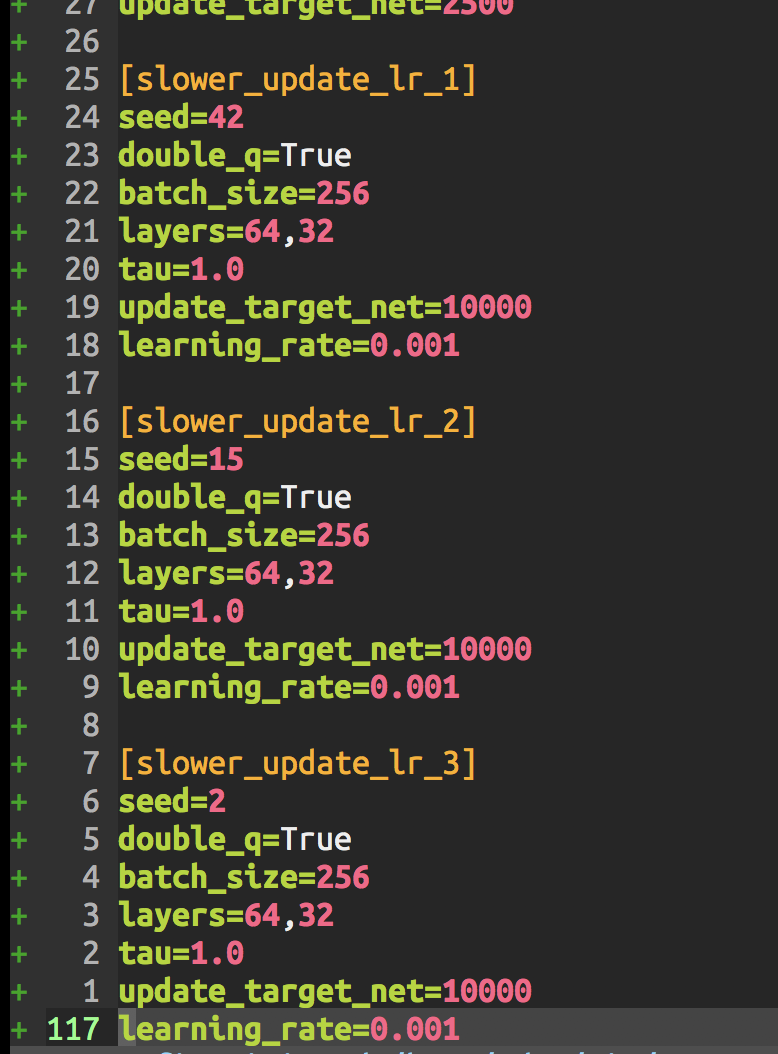 + 27 update_target_net=2500
+ 26
+ 25 [slower_update_lr_1]
+ 24 seed=42
+ 23 double_q=True
+ 22 batch_size=256
+ 21 layers=64,32
+ 20 tau=1.0
+ 19 update_target_net=10000
+ 18 learning_rate=0.001
+ 17
+ 16 [slower_update_lr_2]
+ 15 seed=15
+ 14 double_q=True
+ 13 batch_size=256
+ 12 layers=64,32
+ 11 tau=1.0
+ 10 update_target_net=10000
+ 9 learning_rate=0.001
+ 8
+ 7 [slower_update_lr_3]
+ 6 seed=2
+ 5 double_q=True
+ 4 batch_size=256
+ 3 layers=64,32
+ 2 tau=1.0
+ 1 update_target_net=10000
+ 117 learning_rate=0.001